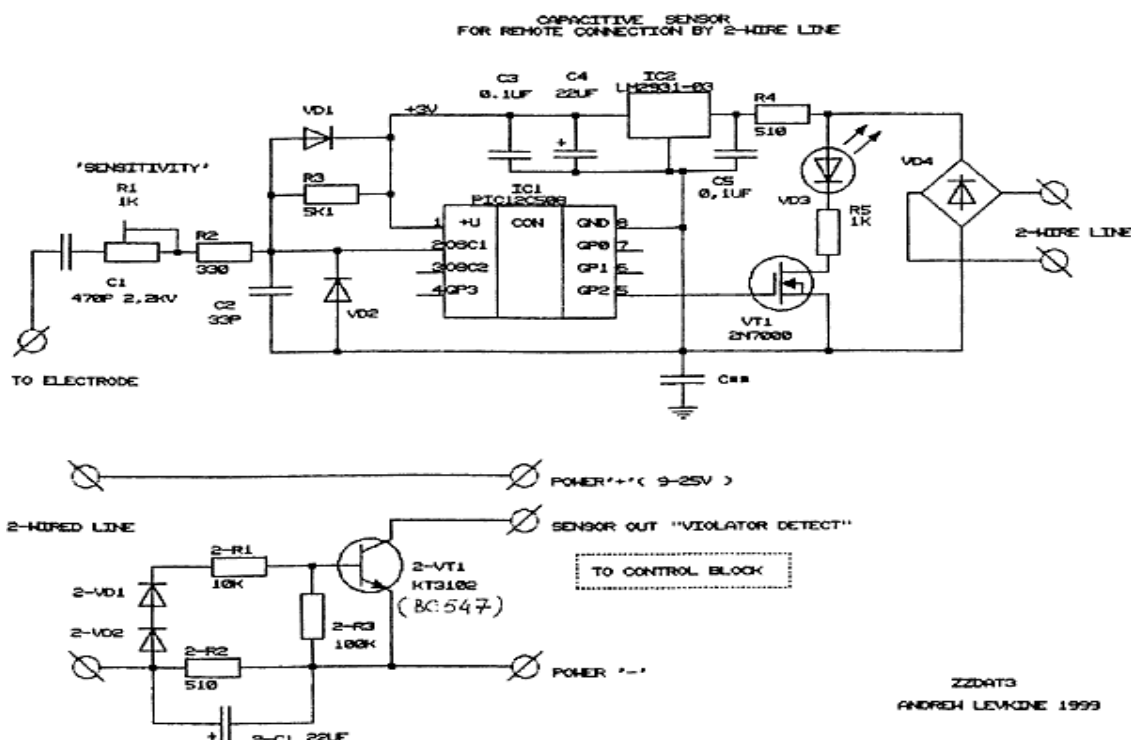 CAPACITIVE SENSOR
FOR REMOTE CONNECTION BY 2-WIRE LINE
C3
0.1UF
C4
22UF
IC2
LM2931-03
R4
510
VD1
+3V
'SENSITIVITY'
R1
1K
R3
5K1
C5
0,1UF
VD3
R5
1K
VD4
2-WIRE LINE
IC1
PIC12C508
1 +U CON GND 8
2 OSC1 GP0 7
3 OSC2 GP1 6
4 GP3 GP2 5
R2
330
C1
470P 2,2KV
C2
33P
VD2
VT1
2N7000
TO ELECTRODE
C**
POWER'+'( 9-25V )
2-WIRED LINE
SENSOR OUT "VIOLATOR DETECT"
2-R1
10K
2-VT1
KT3102
(BC547)
TO CONTROL BLOCK
2-VD1
2-VD2
2-R3
100K
2-R2
510
POWER '-'
+
22UF
ZZDAT3
ANDREW LEVKINE 1999